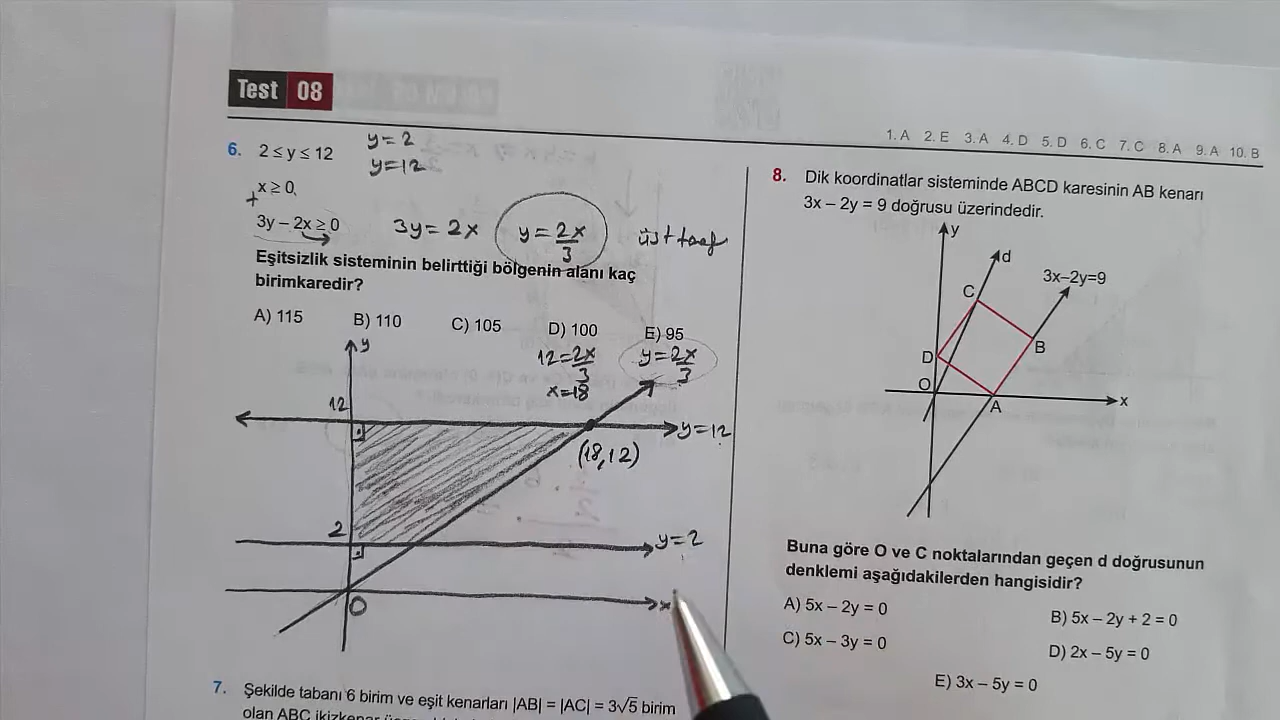 Test 08
1. A 2. E 3. A 4. D 5. D 6. C 7. C 8. A 9. A 10. B
6. 2 ≤ y ≤ 12
y = 2
y = 12
x ≥ 0,
+
3y – 2x ≥ 0
3y = 2x
y = 2x/3
üst taraf
Eşitsizlik sisteminin belirttiği bölgenin alanı kaç
birimkaredir?
A) 115 B) 110 C) 105 D) 100 E) 95
y
12 = 2x/3
x = 18
y = 2x/3
12
y = 12
(18, 12)
2
y = 2
O
x
7. Şekilde tabanı 6 birim ve eşit kenarları |AB| = |AC| = 3√5 birim
8. Dik koordinatlar sisteminde ABCD karesinin AB kenarı
3x – 2y = 9 doğrusu üzerindedir.
y
d
3x–2y=9
C
B
D
O
A
x
Buna göre O ve C noktalarından geçen d doğrusunun
denklemi aşağıdakilerden hangisidir?
A) 5x – 2y = 0
B) 5x – 2y + 2 = 0
C) 5x – 3y = 0
D) 2x – 5y = 0
E) 3x – 5y = 0